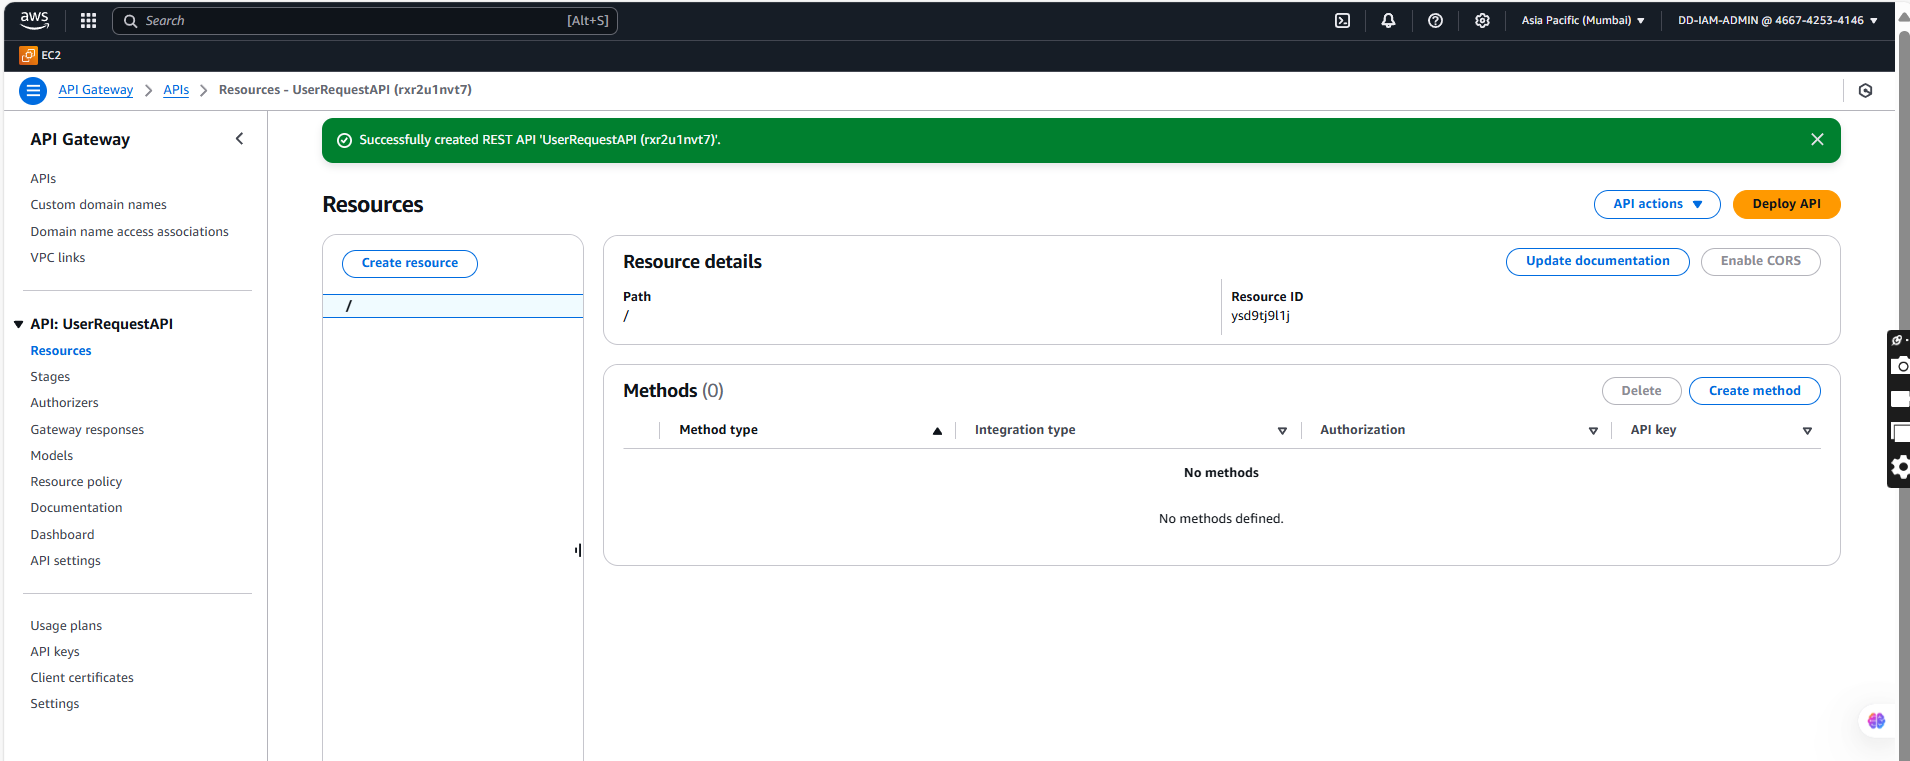 aws
Search
[Alt+S]
Asia Pacific (Mumbai)
DD-IAM-ADMIN @ 4667-4253-4146
EC2
API Gateway
APIs
Resources - UserRequestAPI (rxr2u1nvt7)
API Gateway
APIs
Custom domain names
Domain name access associations
VPC links
API: UserRequestAPI
Resources
Stages
Authorizers
Gateway responses
Models
Resource policy
Documentation
Dashboard
API settings
Usage plans
API keys
Client certificates
Settings
Successfully created REST API 'UserRequestAPI (rxr2u1nvt7)'.
Resources
API actions
Deploy API
Create resource
/
Resource details
Update documentation
Enable CORS
Path
/
Resource ID
ysd9tj9l1j
Methods (0)
Delete
Create method
Method type
Integration type
Authorization
API key
No methods
No methods defined.